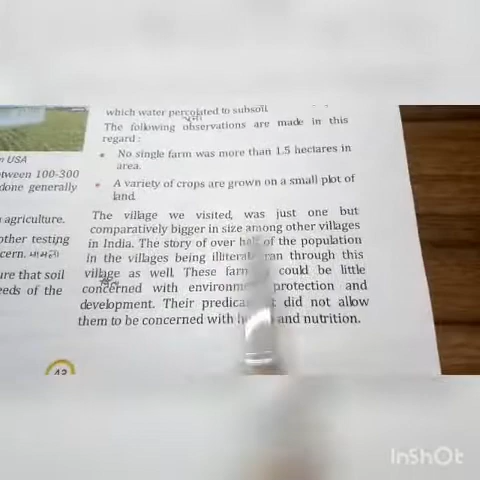 which water percolated to subsoil.
The following observations are made in this
regard :
• No single farm was more than 1.5 hectares in
area.
• A variety of crops are grown on a small plot of
land.
The village we visited, was just one but
comparatively bigger in size among other villages
in India. The story of over half of the population
in the villages being illiterate ran through this
village as well. These farm could be little
concerned with environm protection and
development. Their predica t did not allow
them to be concerned with h and nutrition.
n USA
tween 100-300
done generally
agriculture.
other testing
cern.
ure that soil
eeds of the
InShOt